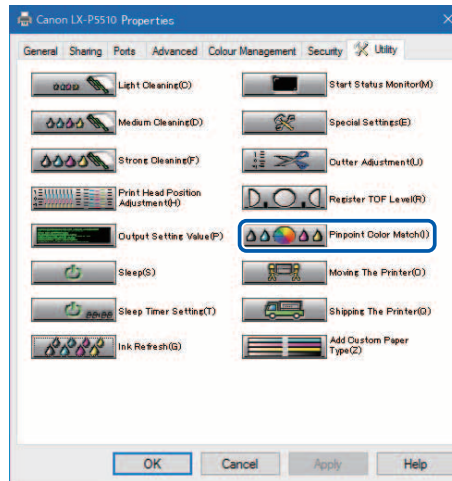 Canon LX-P5510 Properties
General Sharing Ports Advanced Colour Management Security Utility
Light Cleaning(C)
Start Status Monitor(M)
Medium Cleaning(D)
Special Settings(E)
Strong Cleaning(F)
Cutter Adjustment(U)
Print Head Position
Adjustment(H)
Register TOF Level(R)
Output Setting Value(P)
Pinpoint Color Match(I)
Sleep(S)
Moving The Printer(O)
Sleep Timer Setting(T)
Shipping The Printer(Q)
Ink Refresh(G)
Add Custom Paper
Type(Z)
OK Cancel Apply Help